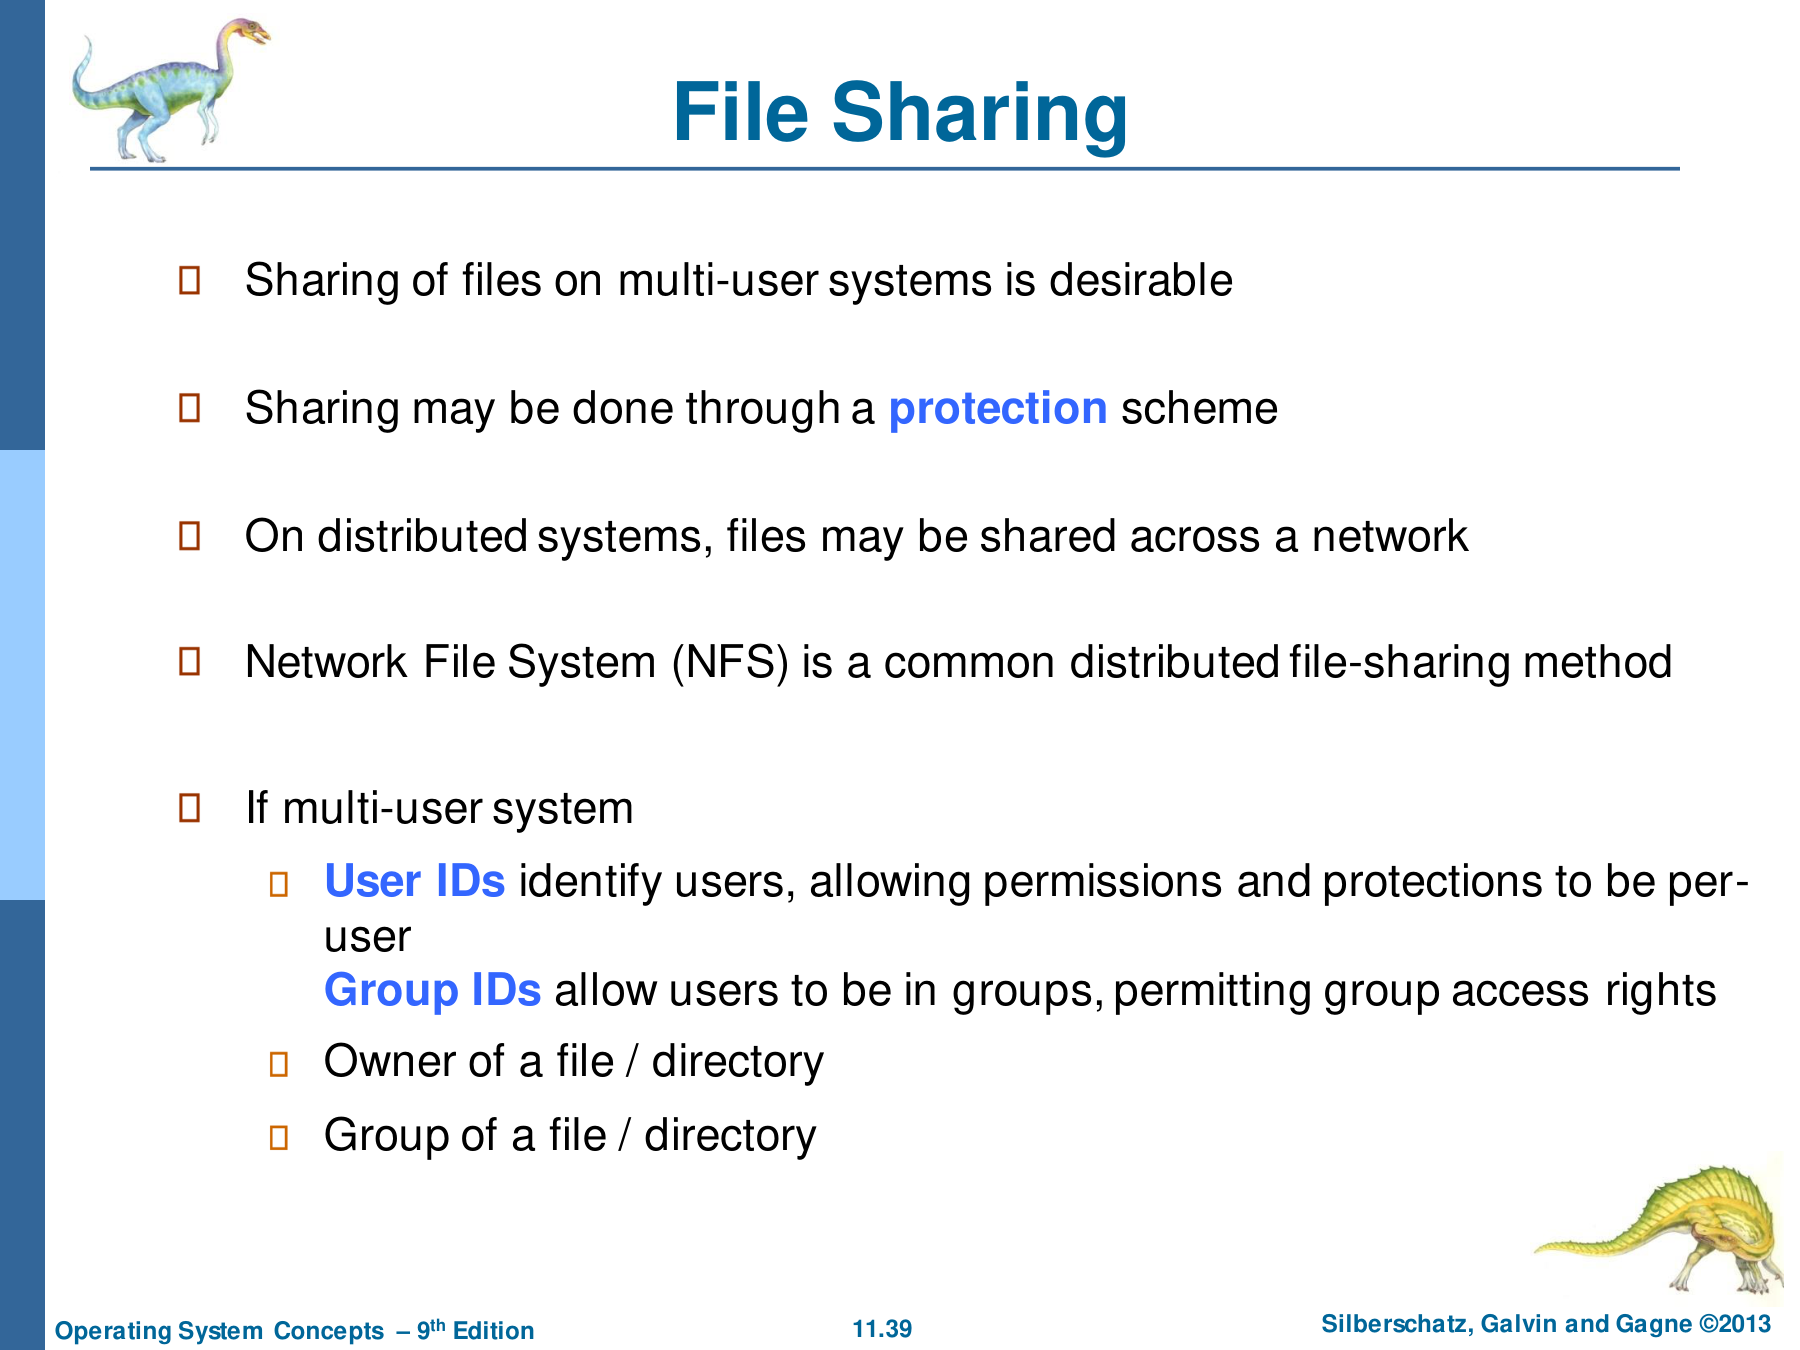 File Sharing
Sharing of files on multi-user systems is desirable
Sharing may be done through a protection scheme
On distributed systems, files may be shared across a network
Network File System (NFS) is a common distributed file-sharing method
If multi-user system
User IDs identify users, allowing permissions and protections to be per-
user
Group IDs allow users to be in groups, permitting group access rights
Owner of a file / directory
Group of a file / directory
Operating System Concepts – 9th Edition
11.39
Silberschatz, Galvin and Gagne ©2013